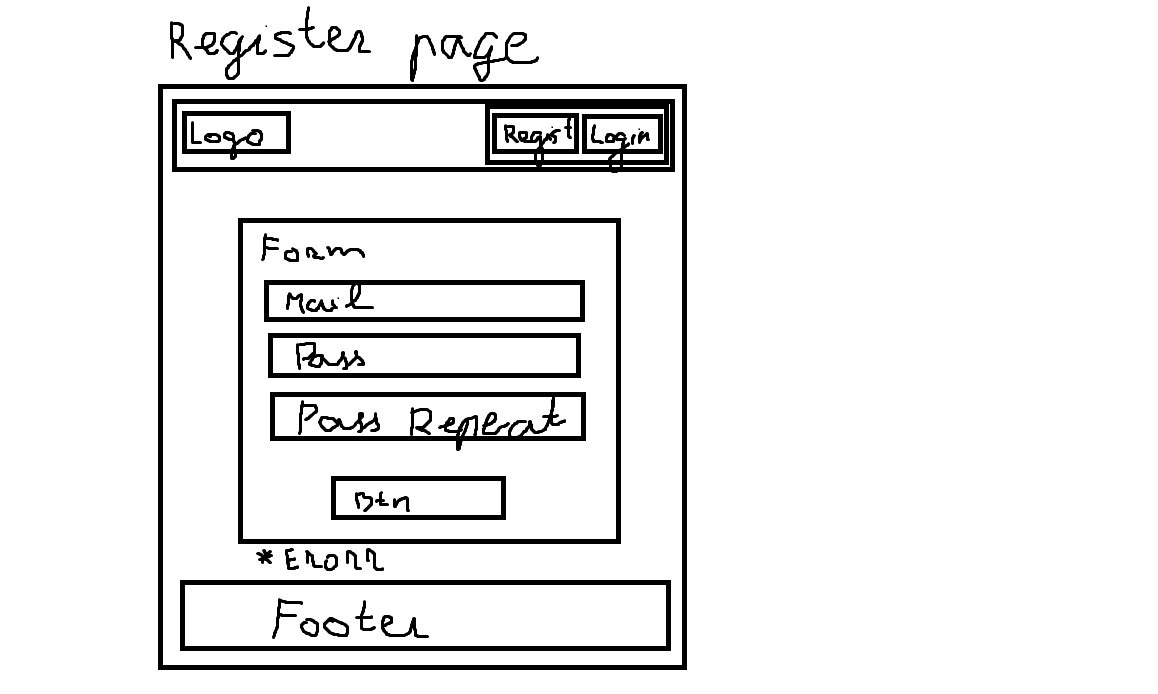 Register page
Logo Regist Login
Form
Mail
Pass
Pass Repeat
Btn
* Erorr
Footer